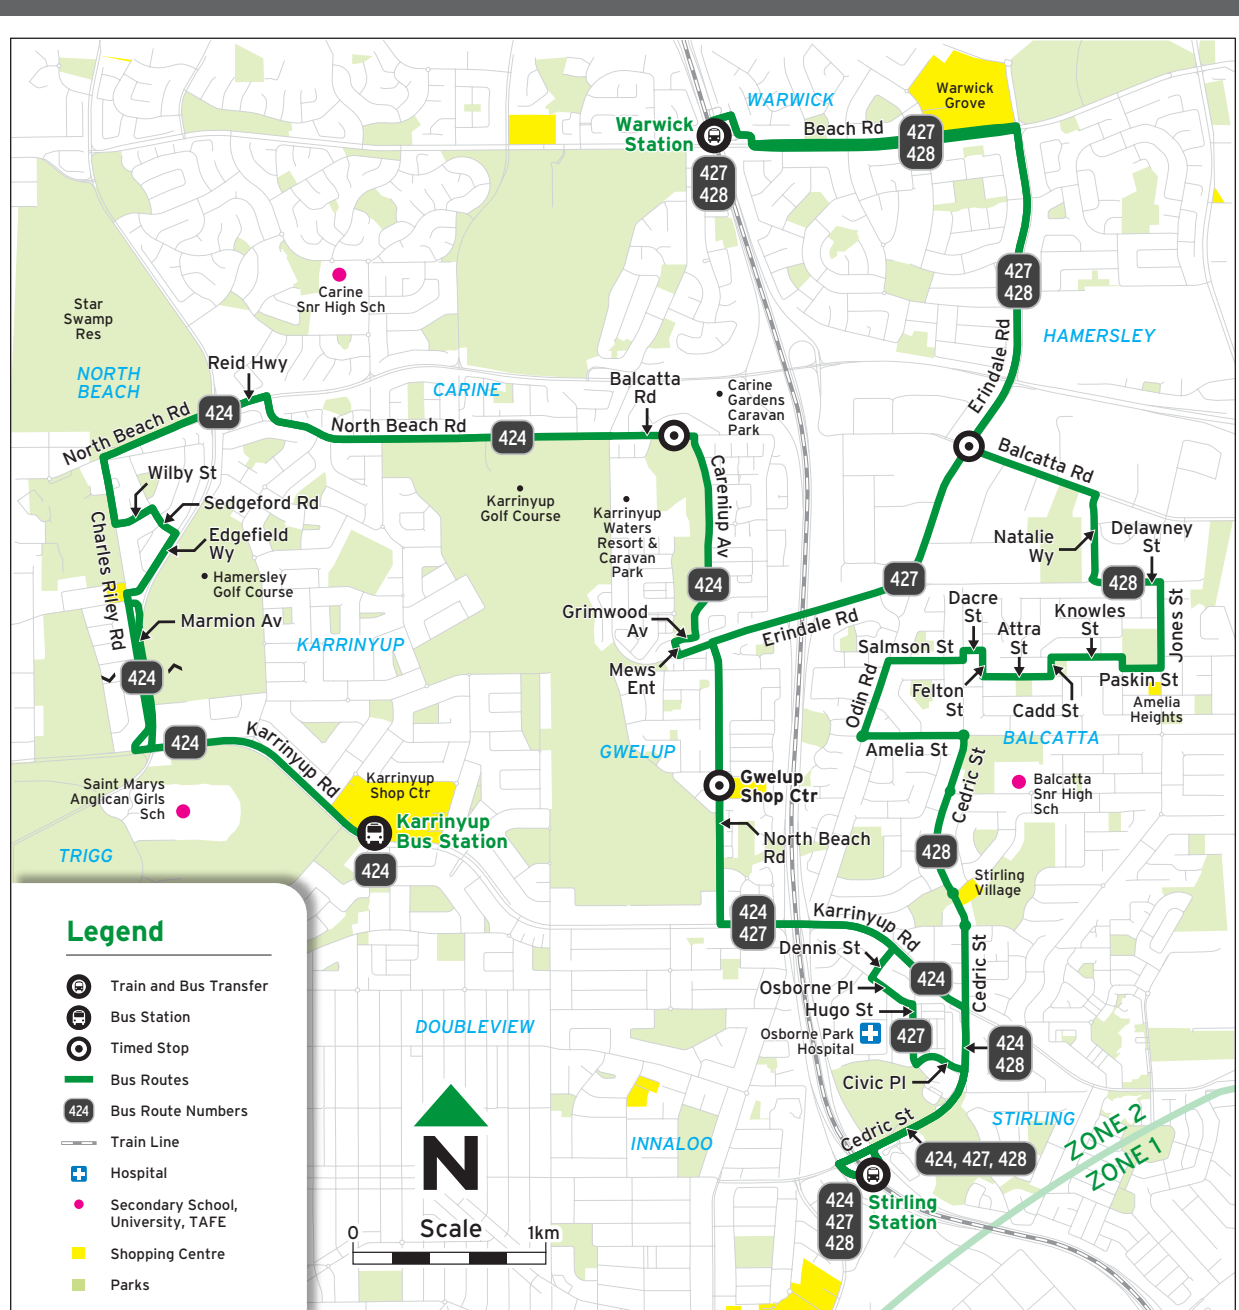 WARWICK
Warwick
Grove
Warwick
Station
Beach Rd
427
428
427
428
427
428
Carine
Snr High Sch
Star
Swamp
Res
HAMERSLEY
Erindale Rd
NORTH
BEACH
Reid Hwy
CARINE
Balcatta
Rd
Carine
Gardens
Caravan
Park
North Beach Rd
424
North Beach Rd
424
Balcatta Rd
Wilby St
Sedgeford Rd
Edgefield
Wy
Charles Riley Rd
Hamersley
Golf Course
Marmion Av
Karrinyup
Golf Course
Karrinyup
Waters
Resort &
Caravan
Park
Careniup Av
Natalie
Wy
Delawney
St
424
427
428
Grimwood
Av
Erindale Rd
Dacre
St
Attra
St
Knowles
St
Jones St
KARRINYUP
Salmson St
Mews
Ent
Felton
St
Cadd St
Paskin St
Amelia
Heights
Odin Rd
424
424
Karrinyup Rd
GWELUP
Amelia St
BALCATTA
Cedric St
Saint Marys
Anglican Girls
Sch
Karrinyup
Shop Ctr
Gwelup
Shop Ctr
Balcatta
Snr High
Sch
Karrinyup
Bus Station
North Beach
Rd
TRIGG
424
428
Stirling
Village
424
427
Karrinyup Rd
Dennis St
Cedric St
Legend
Train and Bus Transfer
Bus Station
Timed Stop
Bus Routes
424
Bus Route Numbers
Train Line
Hospital
Secondary School,
University, TAFE
Shopping Centre
Parks
Osborne Pl
424
Hugo St
DOUBLEVIEW
Osborne Park
Hospital
427
424
428
Civic Pl
STIRLING
INNALOO
Cedric St
ZONE 2
ZONE 1
424, 427, 428
N
Stirling
Station
424
427
428
Scale
0
1km